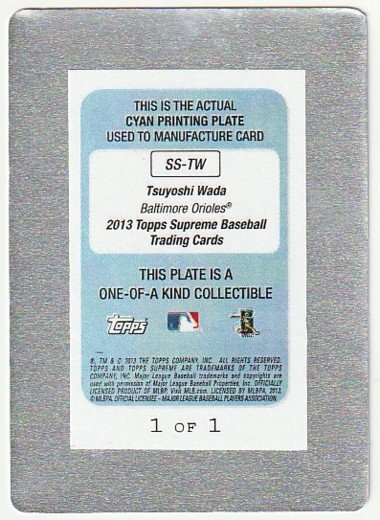 THIS IS THE ACTUAL
CYAN PRINTING PLATE
USED TO MANUFACTURE CARD
SS-TW
Tsuyoshi Wada
Baltimore Orioles®
2013 Topps Supreme Baseball
Trading Cards
THIS PLATE IS A
ONE-OF-A KIND COLLECTIBLE
Topps
®, TM & © 2013 THE TOPPS COMPANY, INC. ALL RIGHTS RESERVED.
TOPPS AND TOPPS SUPREME ARE TRADEMARKS OF THE TOPPS
COMPANY, INC. Major League Baseball trademarks and copyrights are
used with permission of Major League Baseball Properties, Inc. OFFICIALLY
LICENSED PRODUCT OF MLBP. Visit MLB.com. LICENSED BY MLBPA, 2013.
© MLBPA. OFFICIAL LICENSEE - MAJOR LEAGUE BASEBALL PLAYERS ASSOCIATION.
1 OF 1